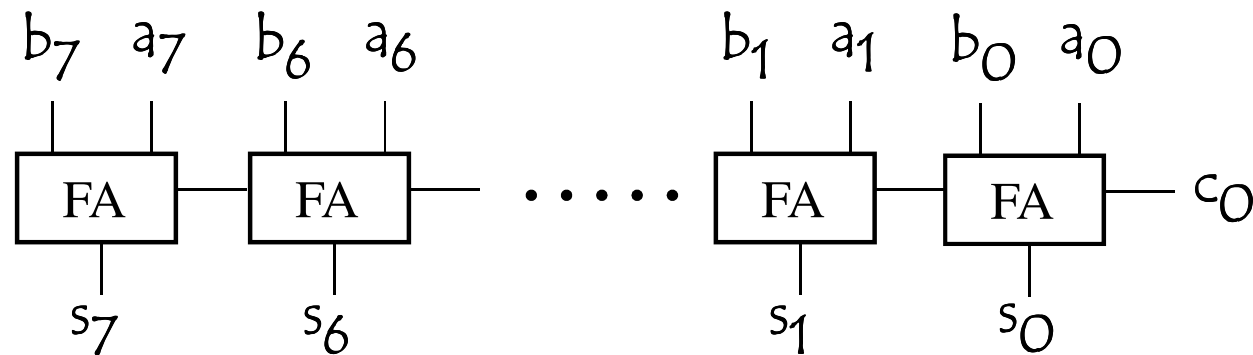 b7 a7 b6 a6 b1 a1 b0 a0
FA FA ..... FA FA c0
s7 s6 s1 s0